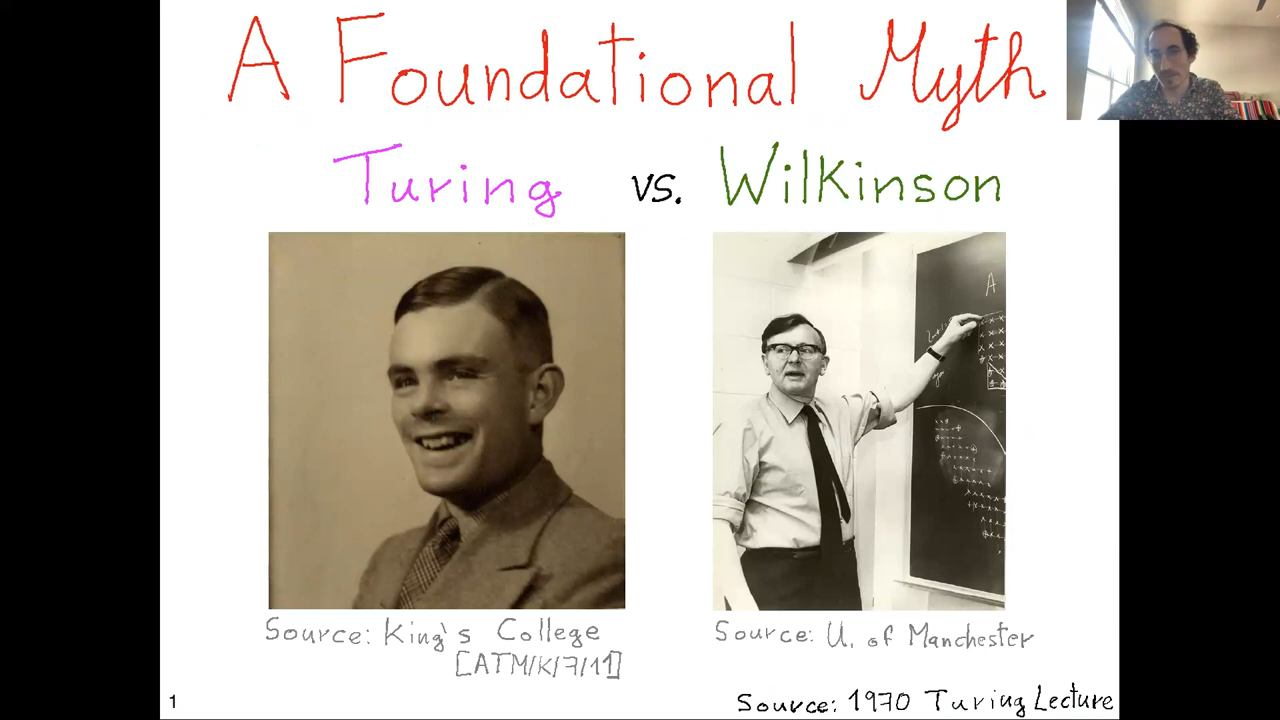 A Foundational Myth
Turing vs. Wilkinson
A
Source: King's College
[ATM/K/7/11]
Source: U. of Manchester
1
Source: 1970 Turing Lecture